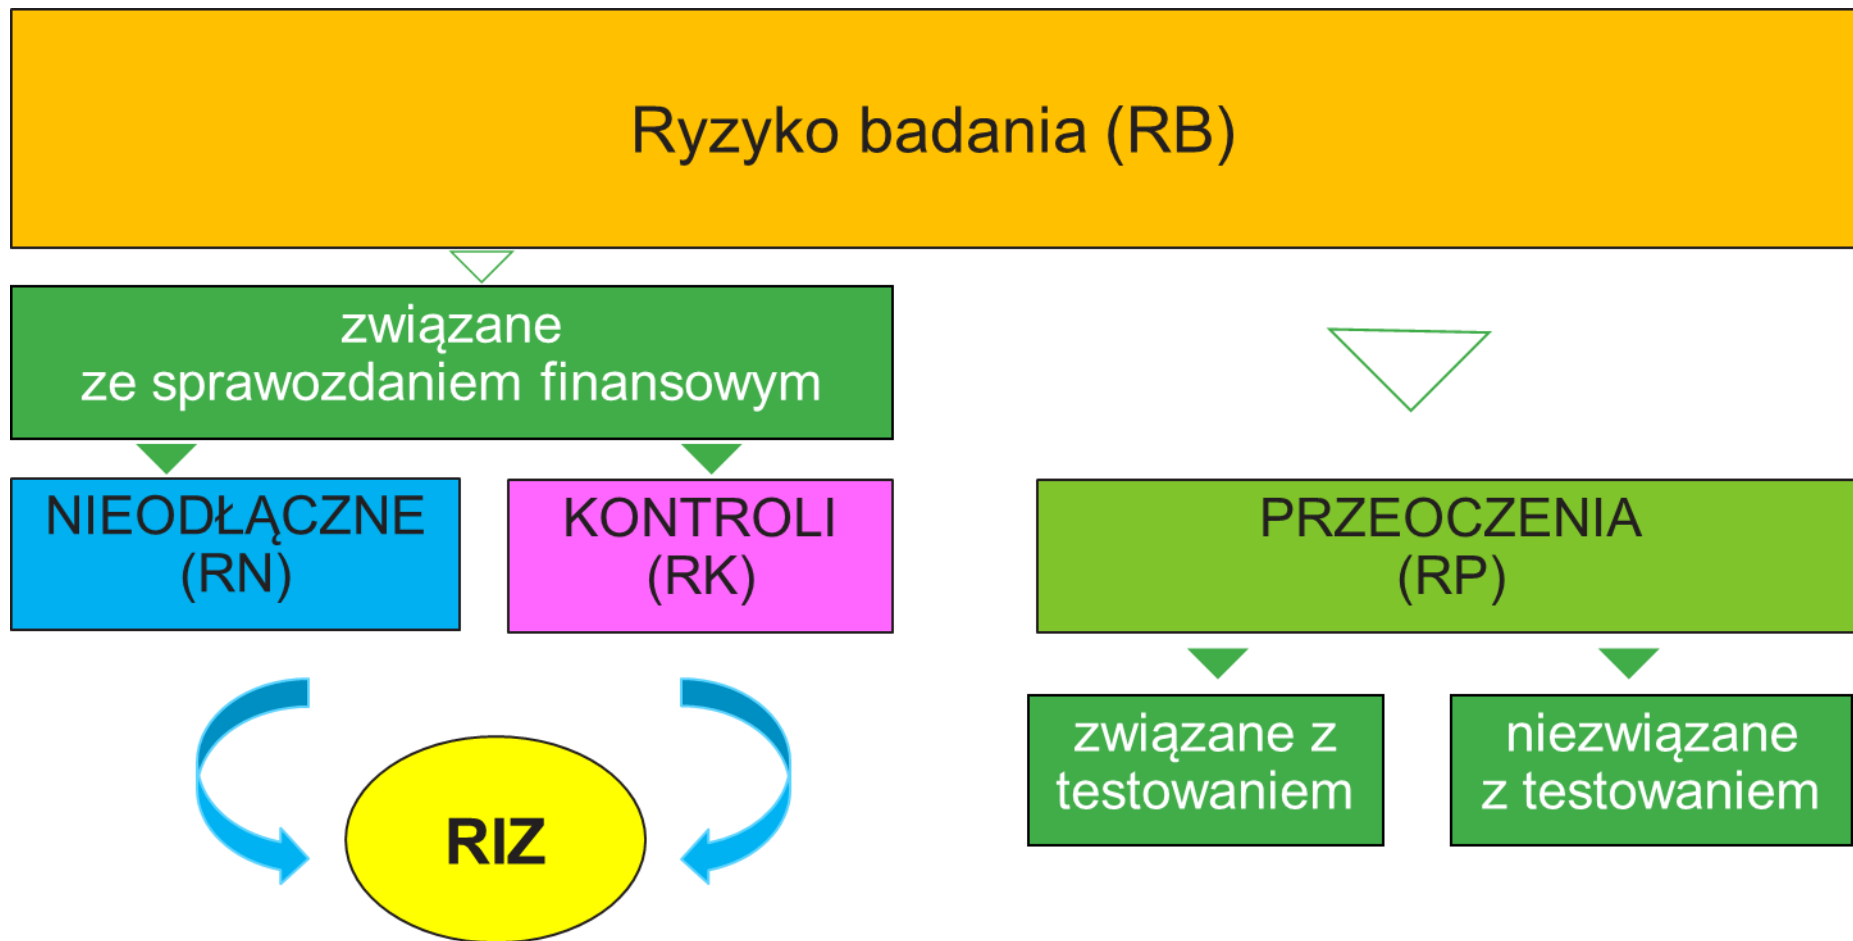 Ryzyko badania (RB)
związane
ze sprawozdaniem finansowym
NIEODŁĄCZNE
(RN)
KONTROLI
(RK)
PRZEOCZENIA
(RP)
związane z
testowaniem
niezwiązane
z testowaniem
RIZ